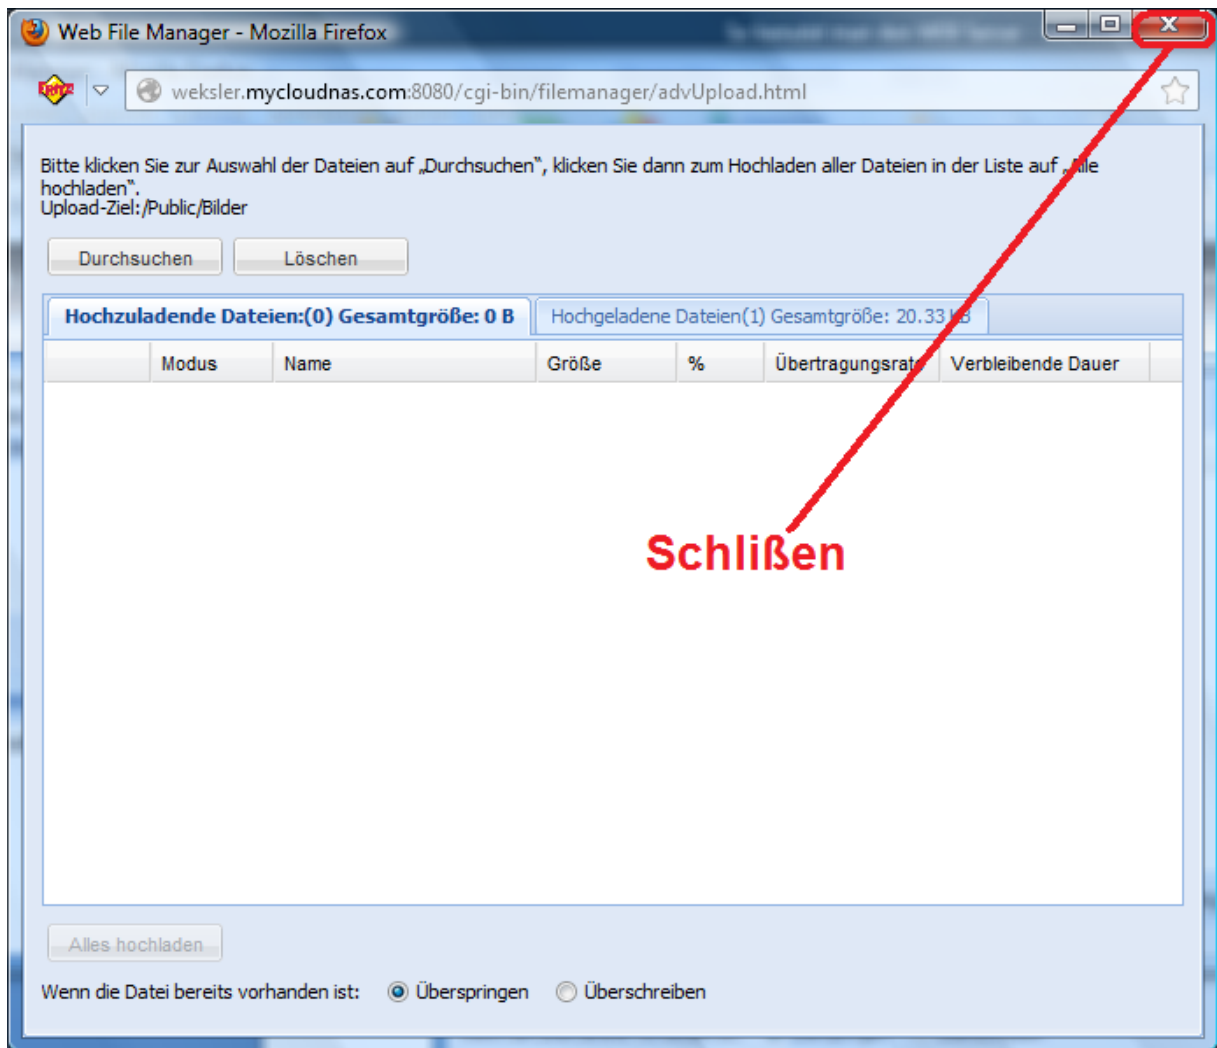 Web File Manager - Mozilla Firefox
FRITZ
weksler.mycloudnas.com:8080/cgi-bin/filemanager/advUpload.html
Bitte klicken Sie zur Auswahl der Dateien auf „Durchsuchen“, klicken Sie dann zum Hochladen aller Dateien in der Liste auf „Alle
hochladen“.
Upload-Ziel:/Public/Bilder
Durchsuchen Löschen
Hochzuladende Dateien:(0) Gesamtgröße: 0 B Hochgeladene Dateien(1) Gesamtgröße: 20.33 KB
Modus Name Größe % Übertragungsrate Verbleibende Dauer
Schlißen
Alles hochladen
Wenn die Datei bereits vorhanden ist: Überspringen Überschreiben